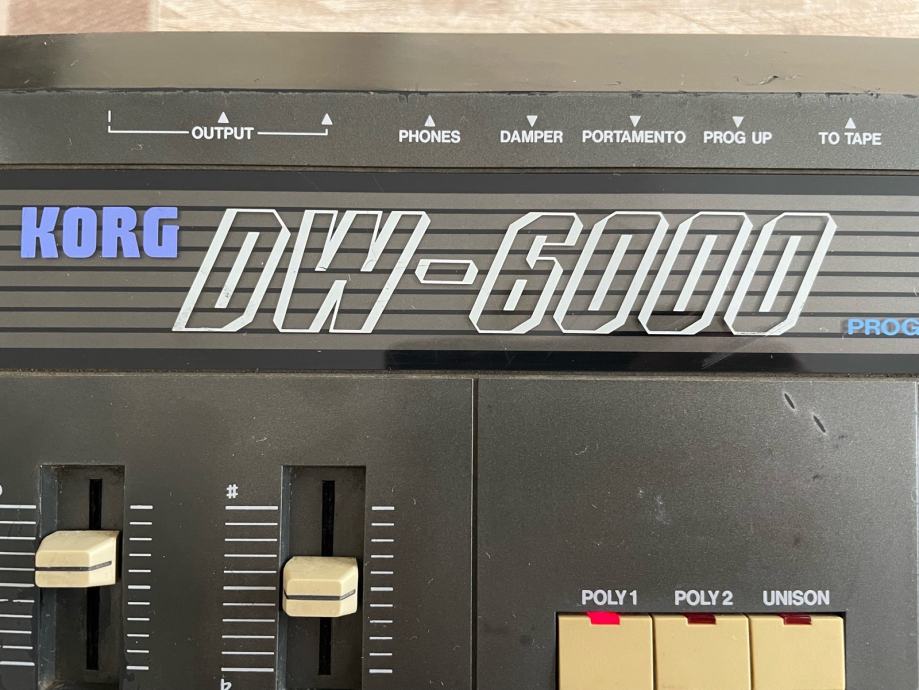 OUTPUT PHONES DAMPER PORTAMENTO PROG UP TO TAPE
KORG DW-6000
PROG
#
POLY 1 POLY 2 UNISON
♭